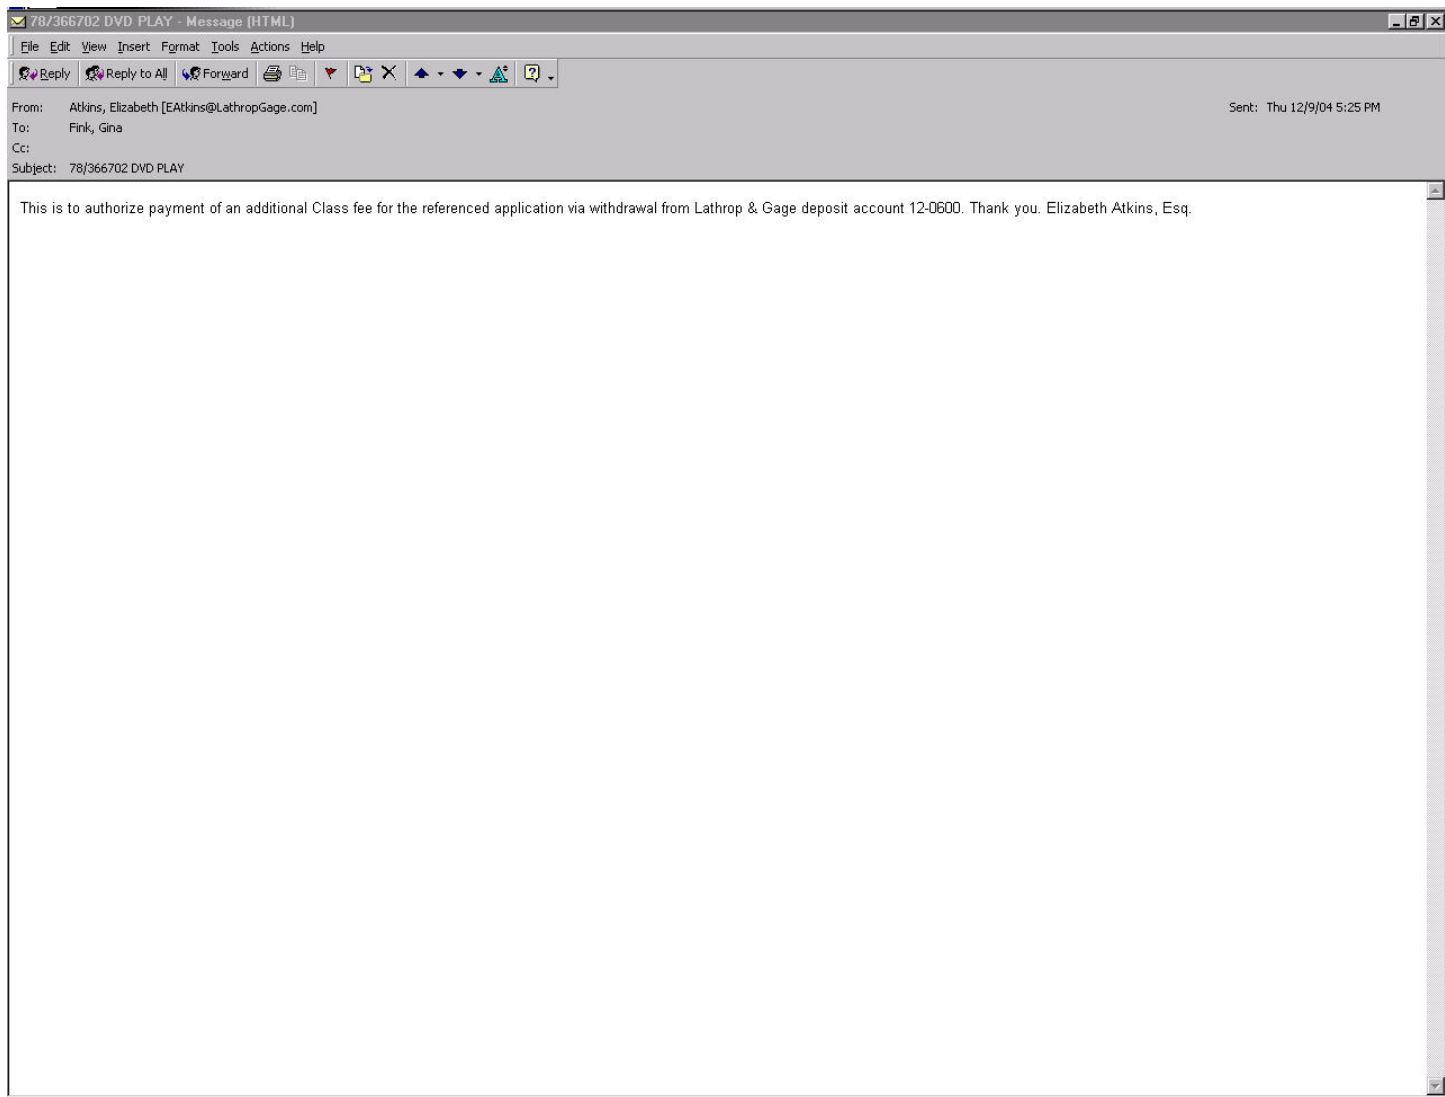 78/366702 DVD PLAY - Message (HTML)
File Edit View Insert Format Tools Actions Help
Reply Reply to All Forward
From: Atkins, Elizabeth [EAtkins@LathropGage.com] Sent: Thu 12/9/04 5:25 PM
To: Fink, Gina
Cc:
Subject: 78/366702 DVD PLAY
This is to authorize payment of an additional Class fee for the referenced application via withdrawal from Lathrop & Gage deposit account 12-0600. Thank you. Elizabeth Atkins, Esq.